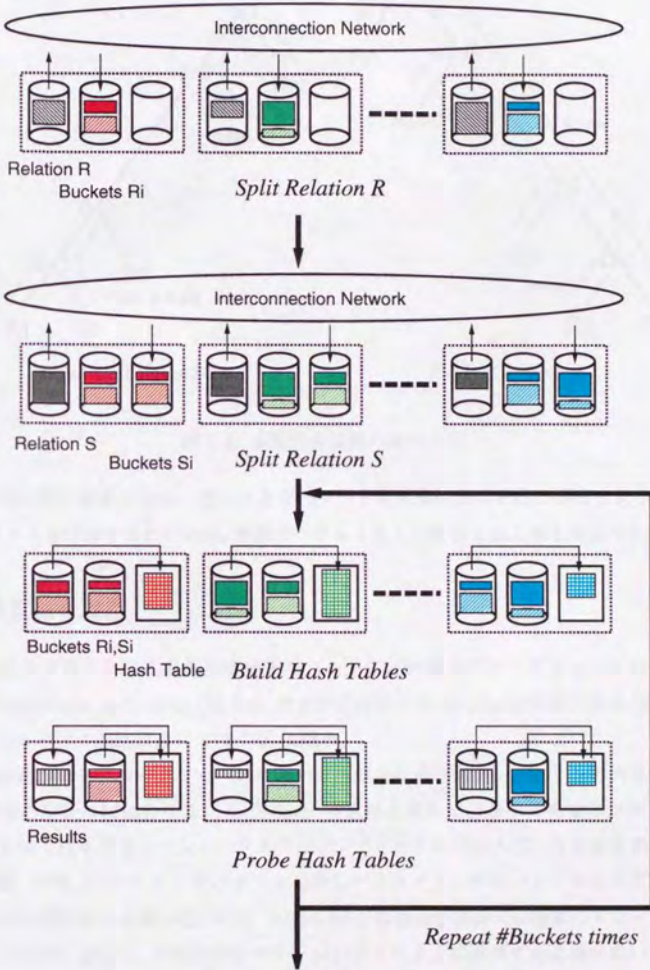 Interconnection Network
Relation R
Buckets Ri
Split Relation R
Interconnection Network
Relation S
Buckets Si
Split Relation S
Buckets Ri,Si
Hash Table
Build Hash Tables
Results
Probe Hash Tables
Repeat #Buckets times